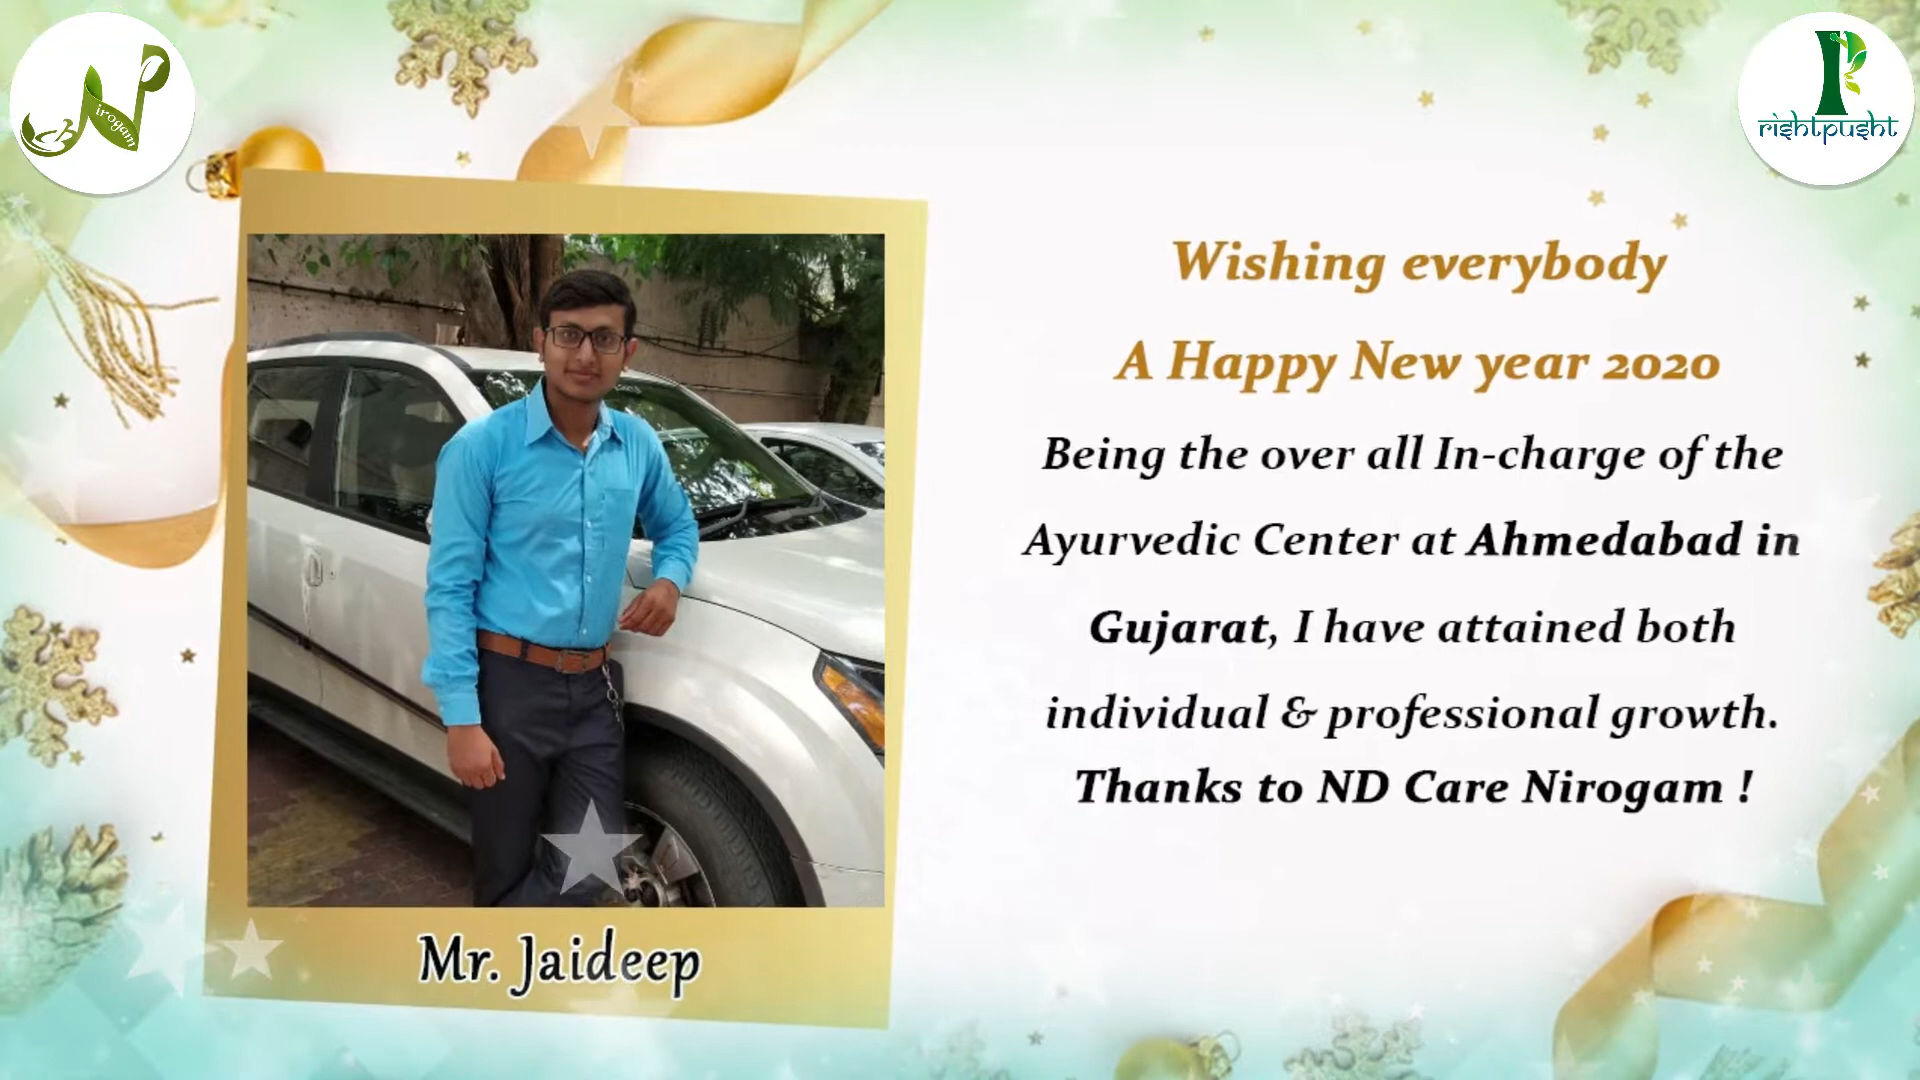 Nirogam
rishtpusht
Wishing everybody
A Happy New year 2020
Being the over all In-charge of the
Ayurvedic Center at Ahmedabad in
Gujarat, I have attained both
individual & professional growth.
Thanks to ND Care Nirogam !
Mr. Jaideep